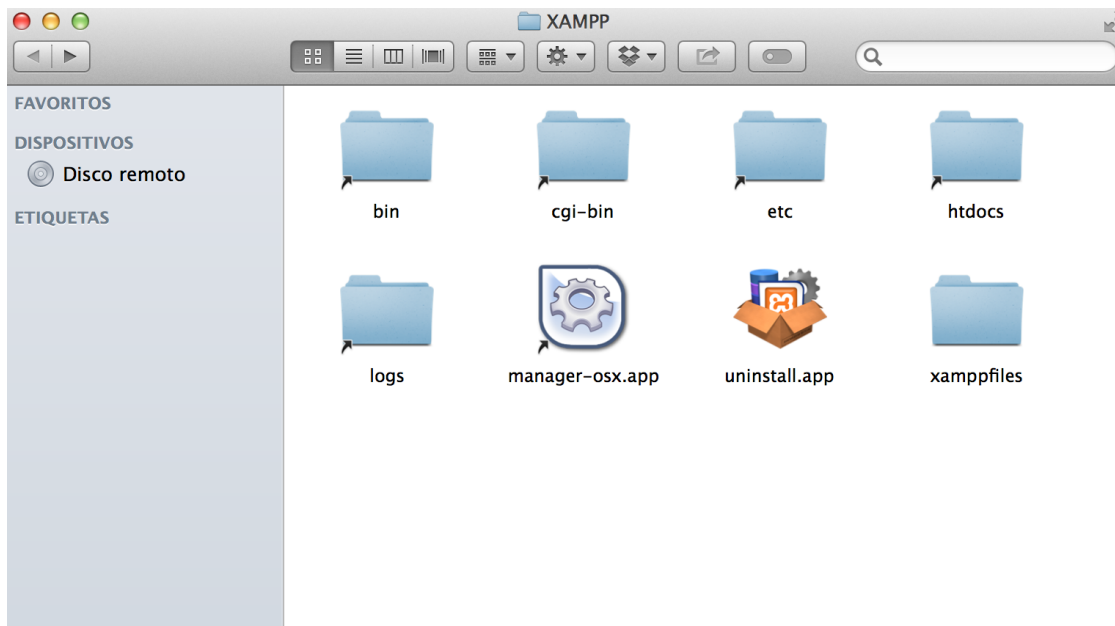 XAMPP
FAVORITOS
DISPOSITIVOS
Disco remoto
ETIQUETAS
bin
cgi-bin
etc
htdocs
logs
manager-osx.app
uninstall.app
xamppfiles